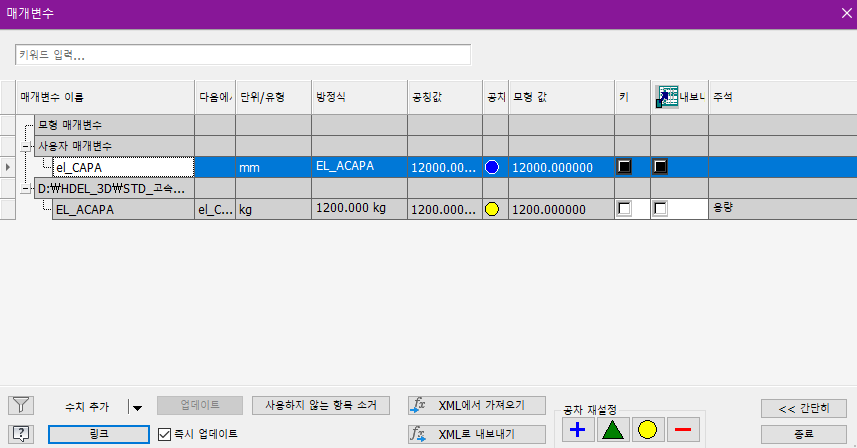 매개변수
키워드 입력...
매개변수 이름 다음에서 단위/유형 방정식 공칭값 공차 모형 값 키 내보내 주석
모형 매개변수
사용자 매개변수
el_CAPA mm EL_ACAPA 12000.00... 12000.000000
D:₩HDEL_3D₩STD_고속...
EL_ACAPA el_C... kg 1200.000 kg 1200.000... 1200.000000 용량
수치 추가 업데이트 사용하지 않는 항목 소거 XML에서 가져오기 공차 재설정 << 간단히
링크 즉시 업데이트 XML로 내보내기 종료